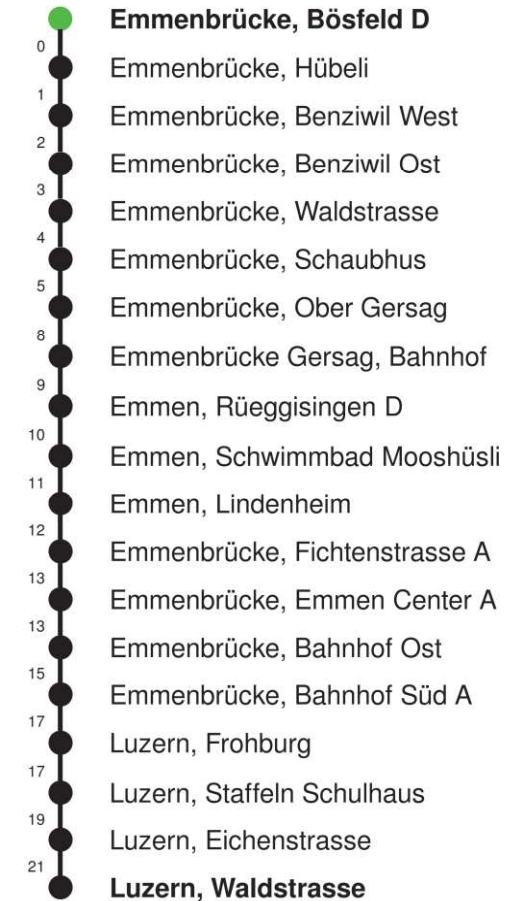 Emmenbrücke, Bösfeld D
0
Emmenbrücke, Hübeli
1
Emmenbrücke, Benziwil West
2
Emmenbrücke, Benziwil Ost
3
Emmenbrücke, Waldstrasse
4
Emmenbrücke, Schaubhus
5
Emmenbrücke, Ober Gersag
8
Emmenbrücke Gersag, Bahnhof
9
Emmen, Rüeggisingen D
10
Emmen, Schwimmbad Mooshüsli
11
Emmen, Lindenheim
12
Emmenbrücke, Fichtenstrasse A
13
Emmenbrücke, Emmen Center A
13
Emmenbrücke, Bahnhof Ost
15
Emmenbrücke, Bahnhof Süd A
17
Luzern, Frohburg
17
Luzern, Staffeln Schulhaus
19
Luzern, Eichenstrasse
21
Luzern, Waldstrasse